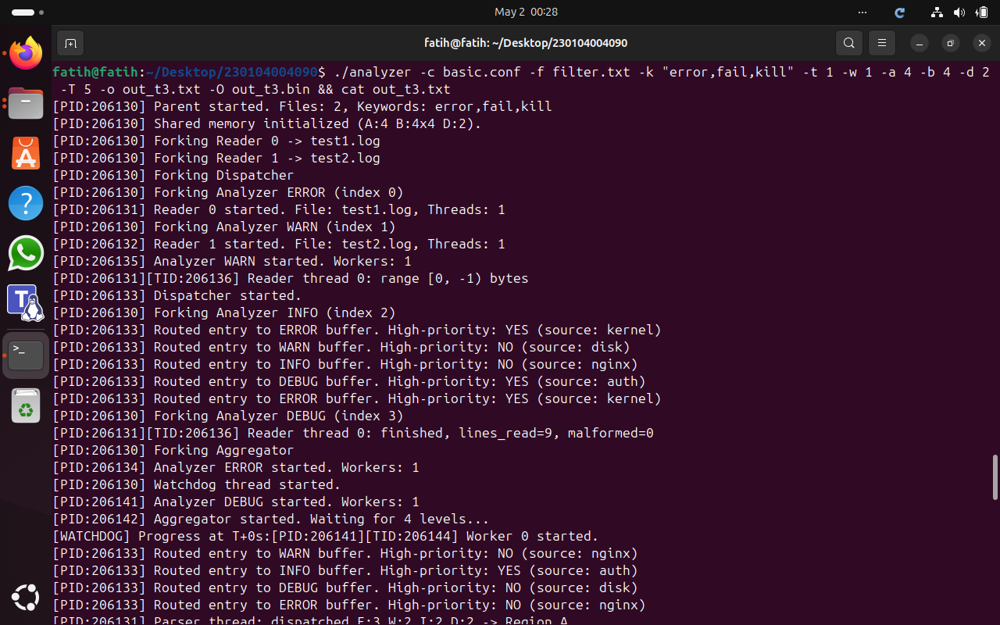 May 2 00:28
fatih@fatih: ~/Desktop/230104004090
fatih@fatih:~/Desktop/230104004090$ ./analyzer -c basic.conf -f filter.txt -k "error,fail,kill" -t 1 -w 1 -a 4 -b 4 -d 2
-T 5 -o out_t3.txt -O out_t3.bin && cat out_t3.txt
[PID:206130] Parent started. Files: 2, Keywords: error,fail,kill
[PID:206130] Shared memory initialized (A:4 B:4x4 D:2).
[PID:206130] Forking Reader 0 -> test1.log
[PID:206130] Forking Reader 1 -> test2.log
[PID:206130] Forking Dispatcher
[PID:206130] Forking Analyzer ERROR (index 0)
[PID:206131] Reader 0 started. File: test1.log, Threads: 1
[PID:206130] Forking Analyzer WARN (index 1)
[PID:206132] Reader 1 started. File: test2.log, Threads: 1
[PID:206135] Analyzer WARN started. Workers: 1
[PID:206131][TID:206136] Reader thread 0: range [0, -1) bytes
[PID:206133] Dispatcher started.
[PID:206130] Forking Analyzer INFO (index 2)
[PID:206133] Routed entry to ERROR buffer. High-priority: YES (source: kernel)
[PID:206133] Routed entry to WARN buffer. High-priority: NO (source: disk)
[PID:206133] Routed entry to INFO buffer. High-priority: NO (source: nginx)
[PID:206133] Routed entry to DEBUG buffer. High-priority: YES (source: auth)
[PID:206133] Routed entry to ERROR buffer. High-priority: YES (source: kernel)
[PID:206130] Forking Analyzer DEBUG (index 3)
[PID:206131][TID:206136] Reader thread 0: finished, lines_read=9, malformed=0
[PID:206130] Forking Aggregator
[PID:206134] Analyzer ERROR started. Workers: 1
[PID:206130] Watchdog thread started.
[PID:206141] Analyzer DEBUG started. Workers: 1
[PID:206142] Aggregator started. Waiting for 4 levels...
[WATCHDOG] Progress at T+0s:[PID:206141][TID:206144] Worker 0 started.
[PID:206133] Routed entry to WARN buffer. High-priority: NO (source: nginx)
[PID:206133] Routed entry to INFO buffer. High-priority: YES (source: auth)
[PID:206133] Routed entry to DEBUG buffer. High-priority: NO (source: disk)
[PID:206133] Routed entry to ERROR buffer. High-priority: NO (source: nginx)
[PID:206131] Parser thread: dispatched E:3 W:2 I:2 D:2 -> Region A